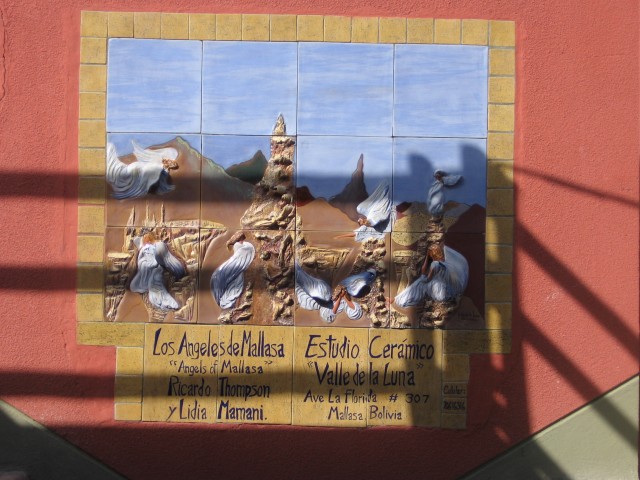 Los Angeles de Mallasa
"Angels of Mallasa"
Ricardo Thompson
y Lidia Mamani.
Estudio Cerámico
"Valle de la Luna"
Ave La Florida # 307
Mallasa Bolivia